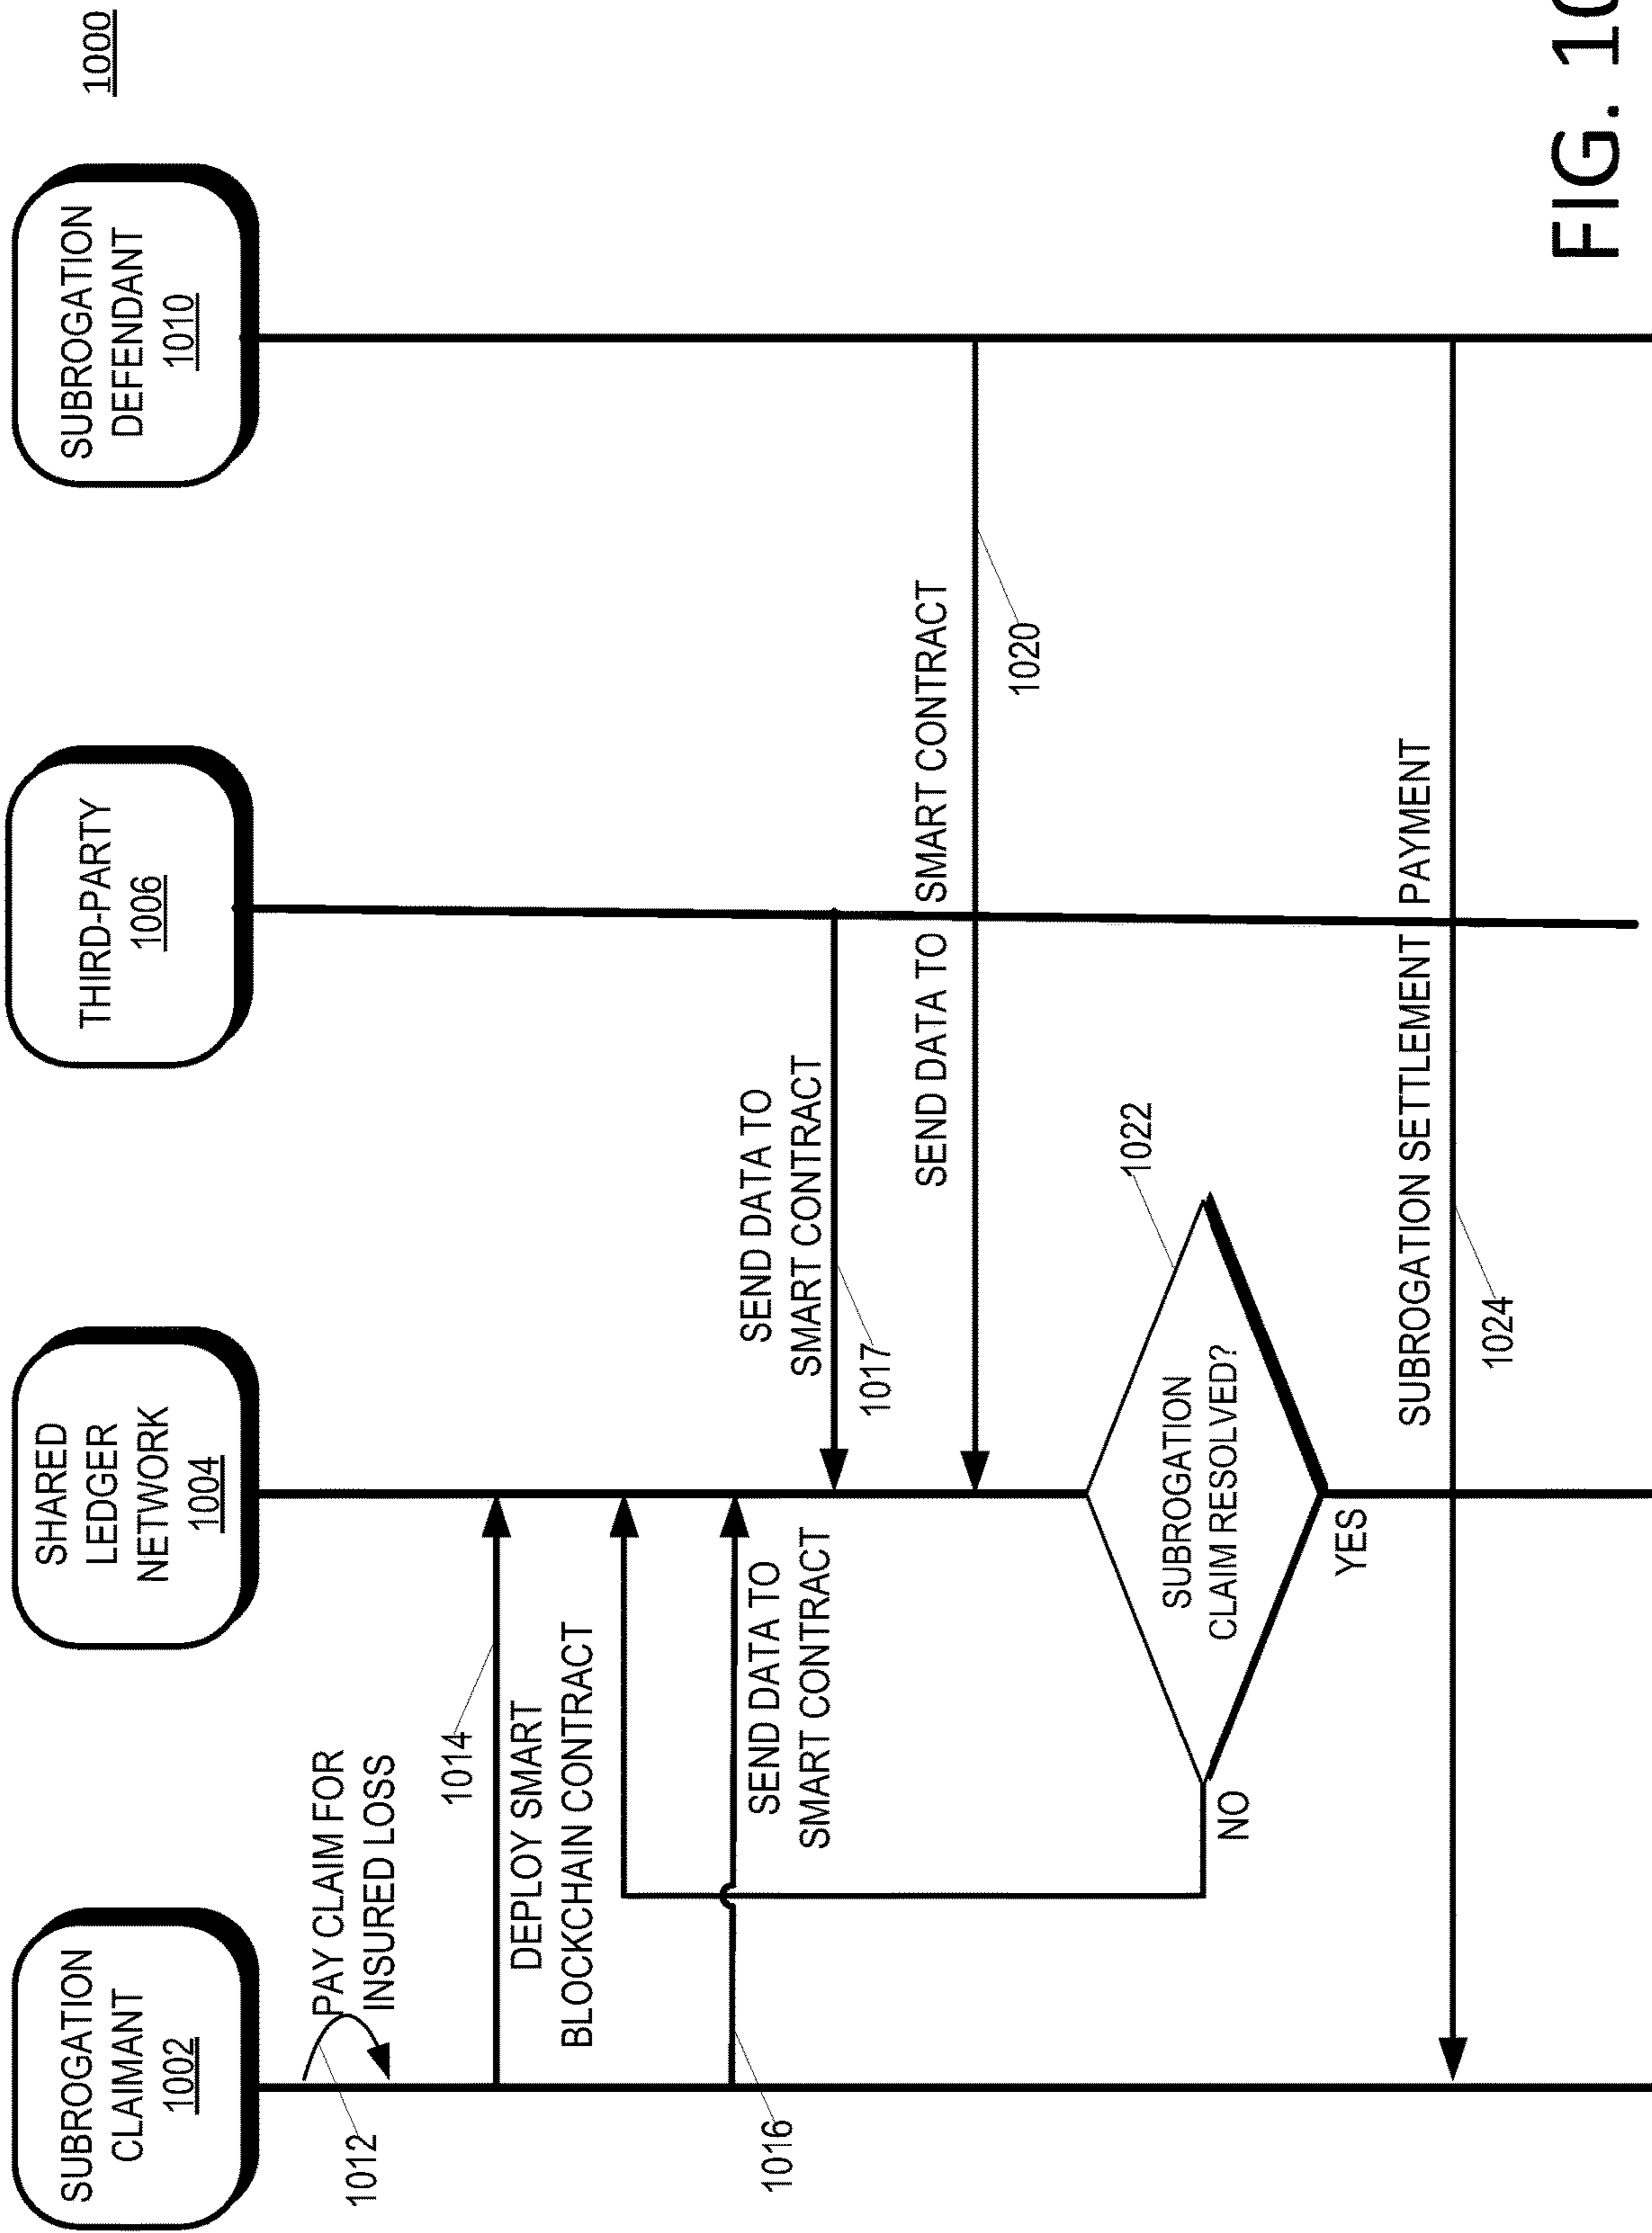 1000
SUBROGATION
CLAIMANT
1002
SHARED
LEDGER
NETWORK
1004
THIRD-PARTY
1006
SUBROGATION
DEFENDANT
1010
PAY CLAIM FOR
INSURED LOSS
1012
1014
DEPLOY SMART
BLOCKCHAIN CONTRACT
SEND DATA TO
SMART CONTRACT
1016
SEND DATA TO
SMART CONTRACT
1017
SEND DATA TO SMART CONTRACT
1020
1022
SUBROGATION
CLAIM RESOLVED?
NO
YES
SUBROGATION SETTLEMENT PAYMENT
1024
FIG. 10